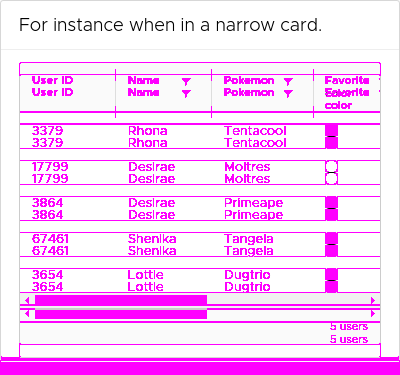 For instance when in a narrow card.
User ID Name Pokemon Favorite
User ID Name Pokemon Favorite
color
color
3379 Rhona Tentacool
3379 Rhona Tentacool
17799 Desirae Moltres
17799 Desirae Moltres
3864 Desirae Primeape
3864 Desirae Primeape
67461 Shenika Tangela
67461 Shenika Tangela
3654 Lottie Dugtrio
3654 Lottie Dugtrio
5 users
5 users